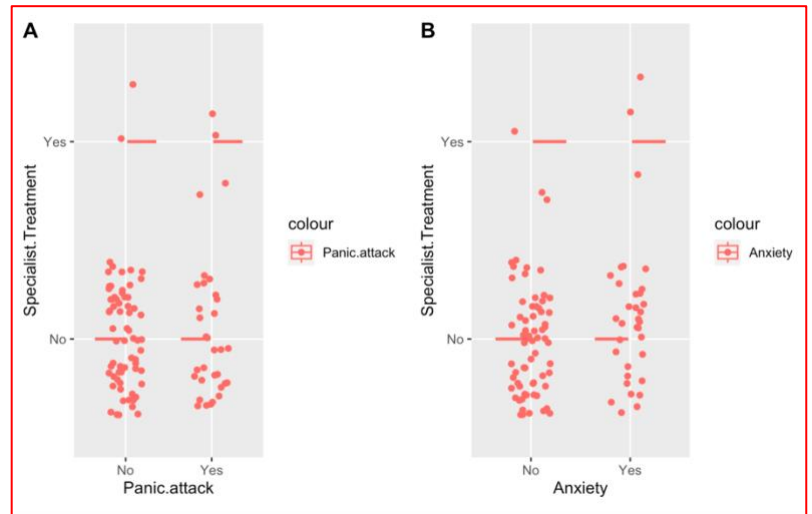 A
Specialist.Treatment
Yes
No
No
Yes
Panic.attack
colour
Panic.attack
B
Specialist.Treatment
Yes
No
No
Yes
Anxiety
colour
Anxiety